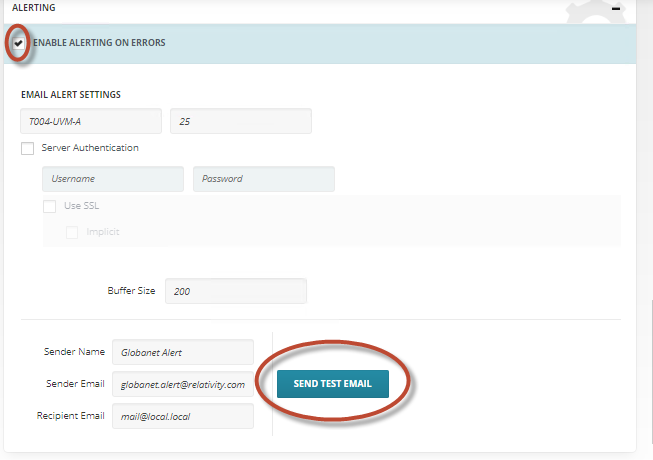 ALERTING
ENABLE ALERTING ON ERRORS
EMAIL ALERT SETTINGS
T004-UVM-A 25
Server Authentication
Username Password
Use SSL
Implicit
Buffer Size 200
Sender Name Globanet Alert
Sender Email globanet.alert@relativity.com
SEND TEST EMAIL
Recipient Email mail@local.local